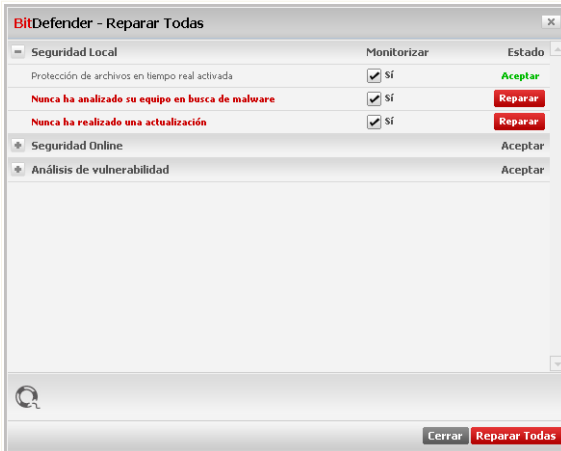 BitDefender - Reparar Todas
Seguridad Local Monitorizar Estado
Protección de archivos en tiempo real activada Sí Aceptar
Nunca ha analizado su equipo en busca de malware Sí Reparar
Nunca ha realizado una actualización Sí Reparar
Seguridad Online Aceptar
Análisis de vulnerabilidad Aceptar
Cerrar Reparar Todas